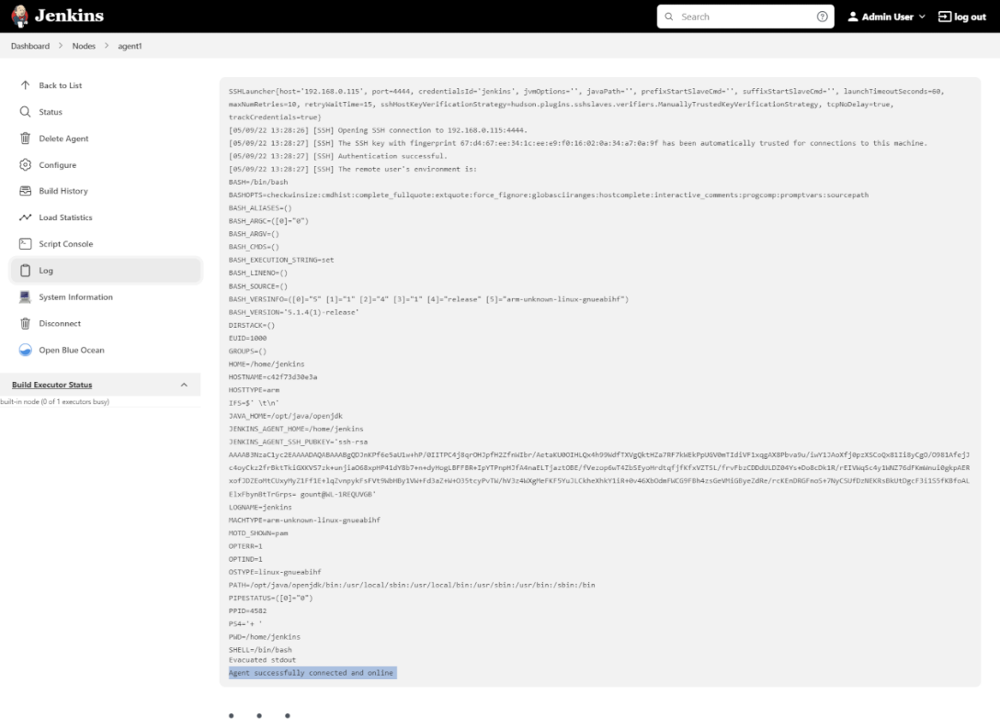 Jenkins
Search
Admin User
log out
Dashboard
Nodes
agent1
Back to List
Status
Delete Agent
Configure
Build History
Load Statistics
Script Console
Log
System Information
Disconnect
Open Blue Ocean
Build Executor Status
built-in node (0 of 1 executors busy)
SSHLauncher{host='192.168.0.115', port=4444, credentialsId='jenkins', jvmOptions='', javaPath='', prefixStartSlaveCmd='', suffixStartSlaveCmd='', launchTimeoutSeconds=60,
maxNumRetries=10, retryWaitTime=15, sshHostKeyVerificationStrategy=hudson.plugins.sshslaves.verifiers.ManuallyTrustedKeyVerificationStrategy, tcpNoDelay=true,
trackCredentials=true}
[05/09/22 13:28:26] [SSH] Opening SSH connection to 192.168.0.115:4444.
[05/09/22 13:28:27] [SSH] The SSH key with fingerprint 67:d4:67:ee:34:1c:ee:e9:f0:16:02:0a:34:a7:0a:9f has been automatically trusted for connections to this machine.
[05/09/22 13:28:27] [SSH] Authentication successful.
[05/09/22 13:28:27] [SSH] The remote user's environment is:
BASH=/bin/bash
BASHOPTS=checkwinsize:cmdhist:complete_fullquote:extquote:force_fignore:globasciiranges:hostcomplete:interactive_comments:progcomp:promptvars:sourcepath
BASH_ALIASES=()
BASH_ARGC=([0]="0")
BASH_ARGV=()
BASH_CMDS=()
BASH_EXECUTION_STRING=set
BASH_LINENO=()
BASH_SOURCE=()
BASH_VERSINFO=([0]="5" [1]="1" [2]="4" [3]="1" [4]="release" [5]="arm-unknown-linux-gnueabihf")
BASH_VERSION='5.1.4(1)-release'
DIRSTACK=()
EUID=1000
GROUPS=()
HOME=/home/jenkins
HOSTNAME=c42f73d30e3a
HOSTTYPE=arm
IFS=$' \t\n'
JAVA_HOME=/opt/java/openjdk
JENKINS_AGENT_HOME=/home/jenkins
JENKINS_AGENT_SSH_PUBKEY='ssh-rsa
gount@WL-1REQUVGB'
LOGNAME=jenkins
MACHTYPE=arm-unknown-linux-gnueabihf
MOTD_SHOWN=pam
OPTERR=1
OPTIND=1
OSTYPE=linux-gnueabihf
PATH=/opt/java/openjdk/bin:/usr/local/sbin:/usr/local/bin:/usr/sbin:/usr/bin:/sbin:/bin
PIPESTATUS=([0]="0")
PPID=4582
PS4='+ '
PWD=/home/jenkins
SHELL=/bin/bash
Evacuated stdout
Agent successfully connected and online